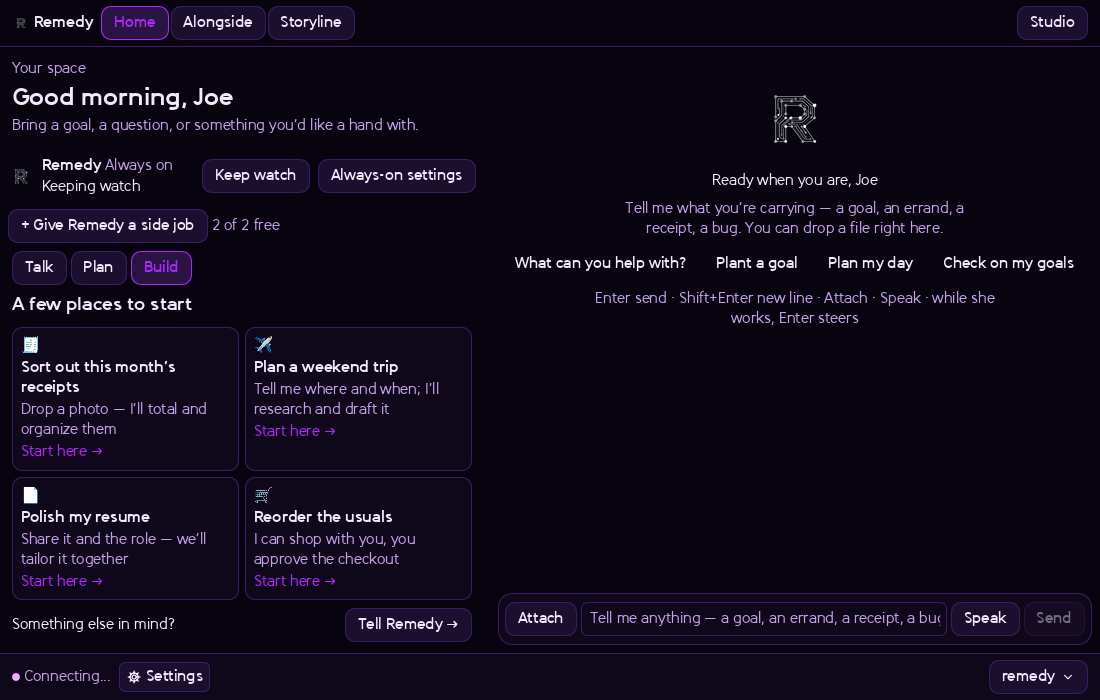 Remedy Home Alongside Storyline Studio
Your space
Good morning, Joe
Bring a goal, a question, or something you'd like a hand with.
Remedy Always on
Keeping watch
Keep watch Always-on settings
+ Give Remedy a side job 2 of 2 free
Talk Plan Build
A few places to start
Sort out this month's
receipts
Drop a photo — I'll total and
organize them
Start here →
Plan a weekend trip
Tell me where and when; I'll
research and draft it
Start here →
Polish my resume
Share it and the role — we'll
tailor it together
Start here →
Reorder the usuals
I can shop with you, you
approve the checkout
Start here →
Something else in mind? Tell Remedy →
Ready when you are, Joe
Tell me what you're carrying — a goal, an errand, a
receipt, a bug. You can drop a file right here.
What can you help with? Plant a goal Plan my day Check on my goals
Enter send · Shift+Enter new line · Attach · Speak · while she
works, Enter steers
Attach Tell me anything — a goal, an errand, a receipt, a bug Speak Send
Connecting... Settings remedy